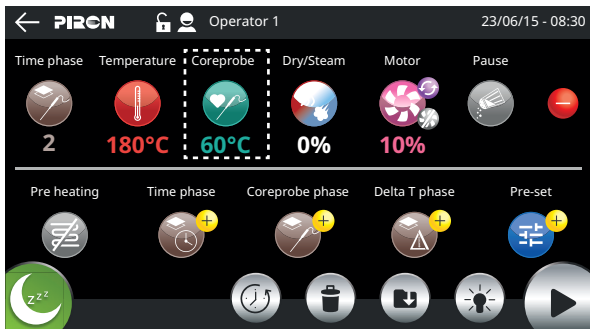 PIRON Operator 1 23/06/15 - 08:30
Time phase Temperature Coreprobe Dry/Steam Motor Pause
2 180°C 60°C 0% 10%
Pre heating Time phase Coreprobe phase Delta T phase Pre-set
zzz